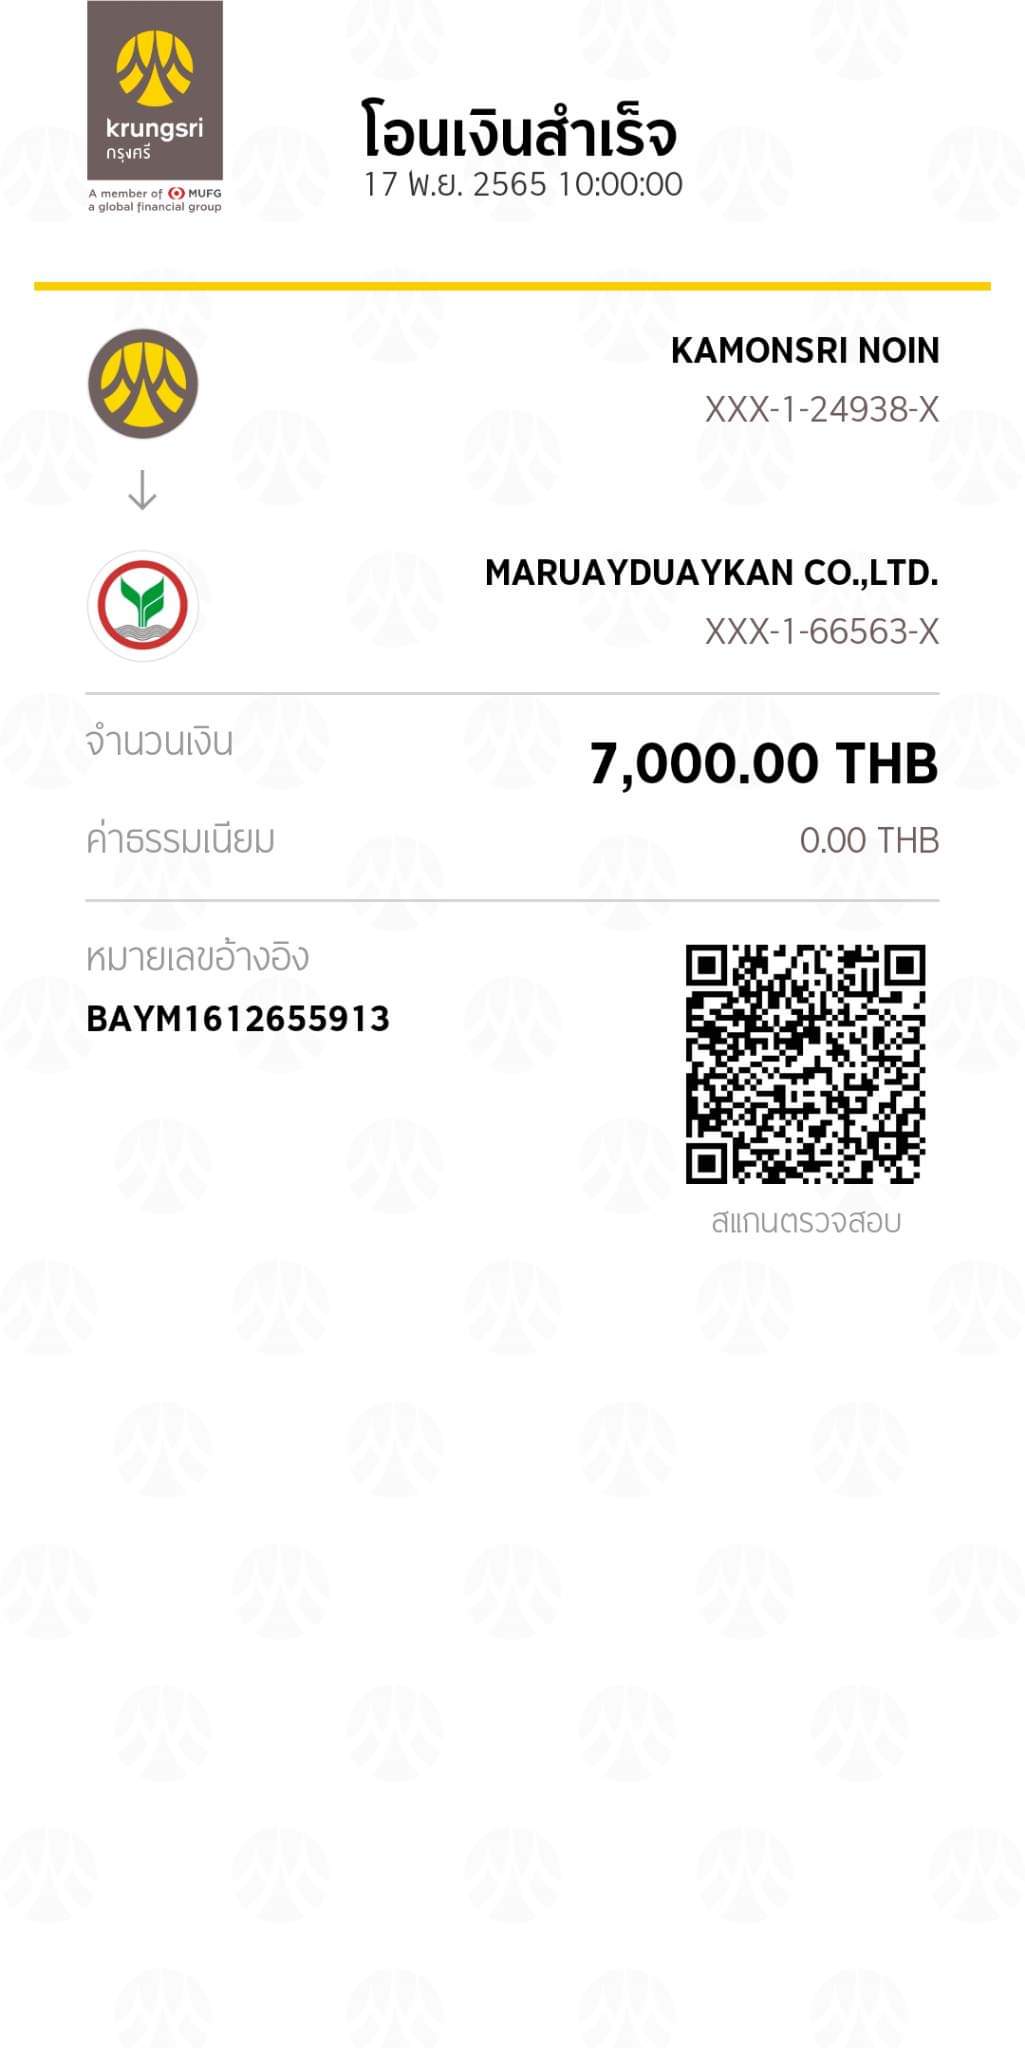 krungsri
กรุงศรี
A member of MUFG
a global financial group
โอนเงินสำเร็จ
17 พ.ย. 2565 10:00:00
KAMONSRI NOIN
XXX-1-24938-X
MARUAYDUAYKAN CO.,LTD.
XXX-1-66563-X
จำนวนเงิน
7,000.00 THB
ค่าธรรมเนียม
0.00 THB
หมายเลขอ้างอิง
BAYM1612655913
สแกนตรวจสอบ